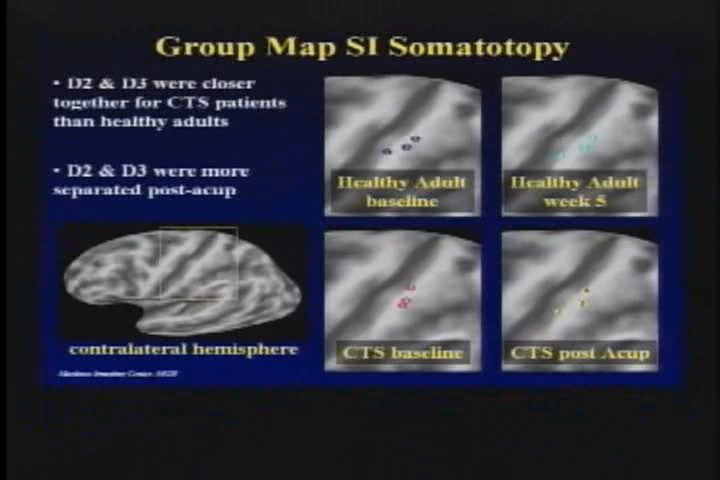 Group Map SI Somatotopy
• D2 & D3 were closer
together for CTS patients
than healthy adults
• D2 & D3 were more
separated post-acup
Healthy Adult
baseline
Healthy Adult
week 5
contralateral hemisphere
CTS baseline
CTS post Acup